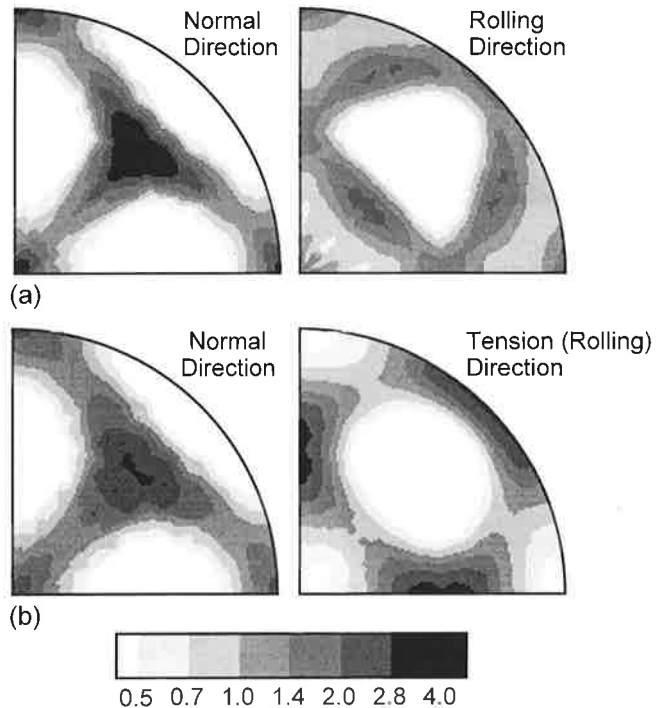 Normal
Direction
Rolling
Direction
(a)
Normal
Direction
Tension (Rolling)
Direction
(b)
0.5 0.7 1.0 1.4 2.0 2.8 4.0